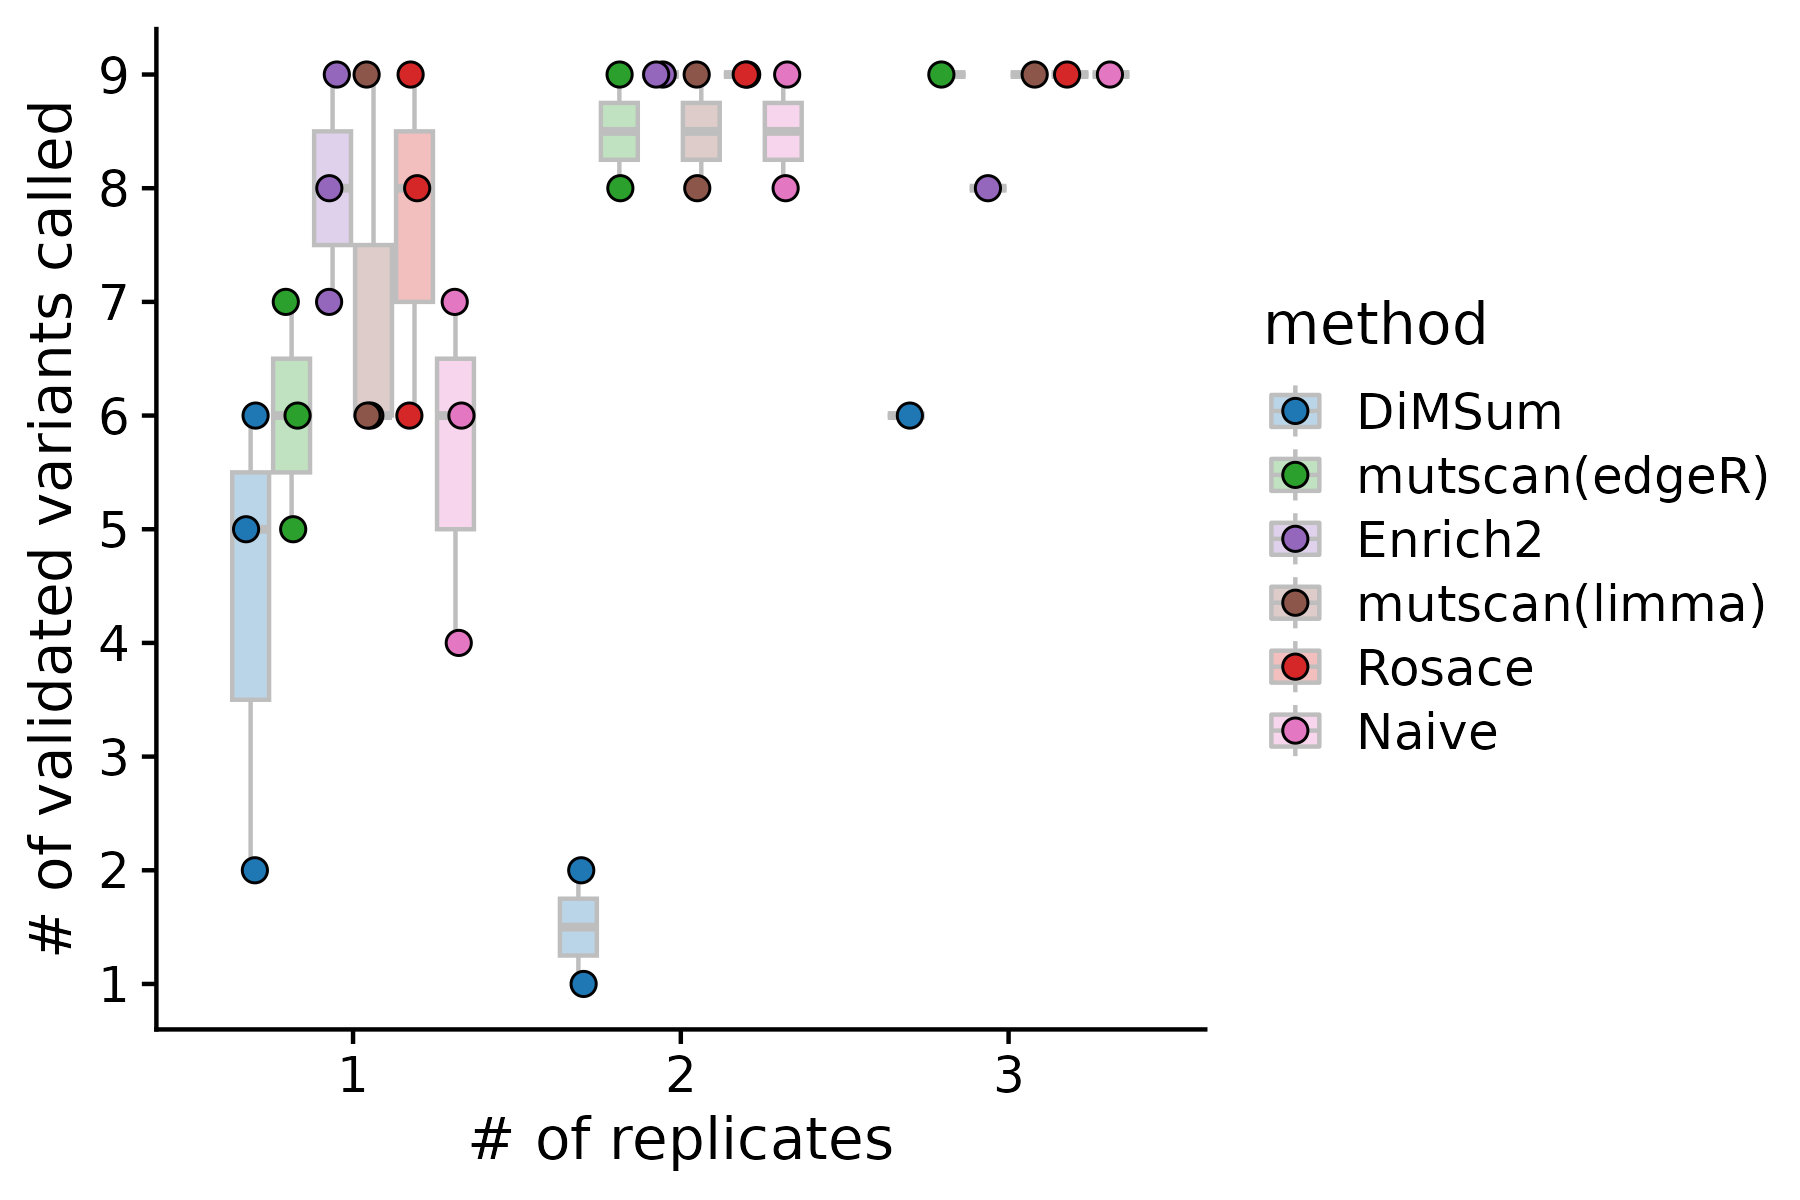 # of validated variants called
9
8
7
6
5
4
3
2
1
1 2 3
# of replicates
method
DiMSum
mutscan(edgeR)
Enrich2
mutscan(limma)
Rosace
Naive